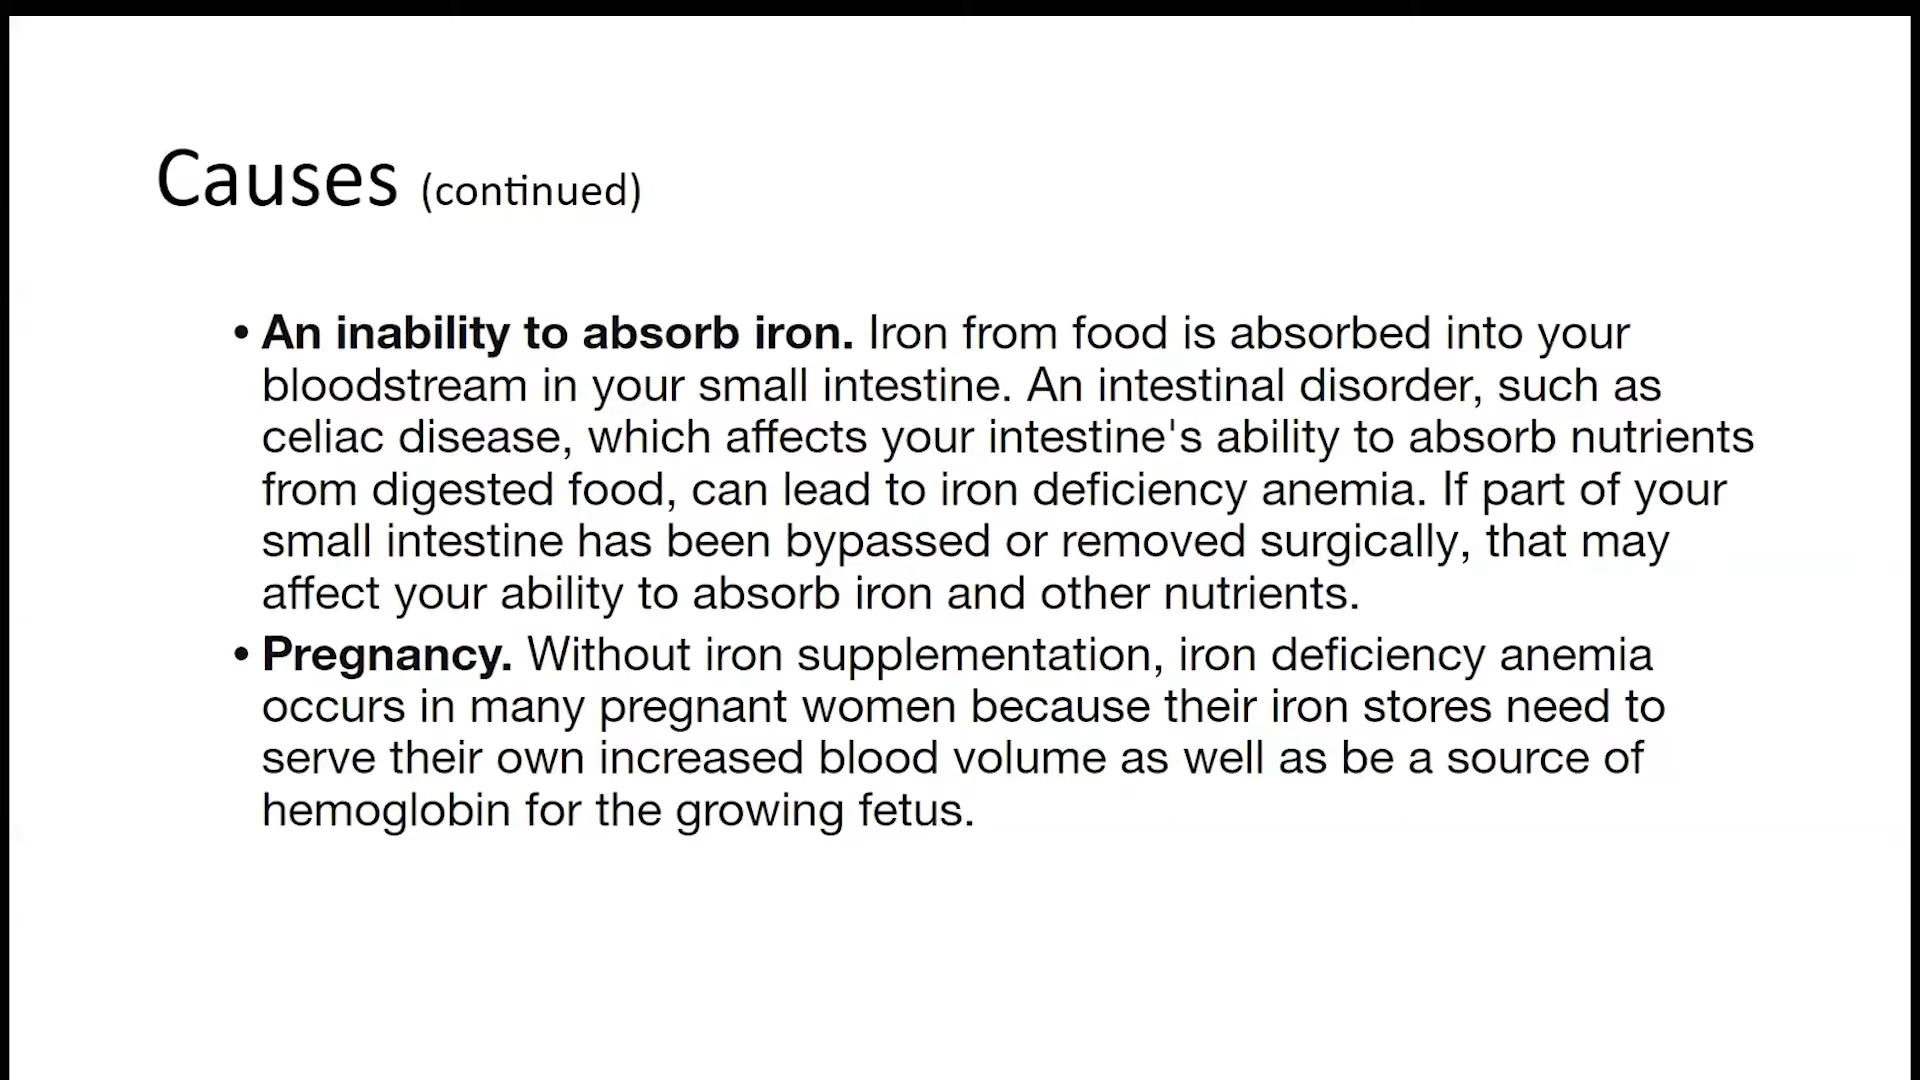 Causes (continued)
• An inability to absorb iron. Iron from food is absorbed into your
bloodstream in your small intestine. An intestinal disorder, such as
celiac disease, which affects your intestine's ability to absorb nutrients
from digested food, can lead to iron deficiency anemia. If part of your
small intestine has been bypassed or removed surgically, that may
affect your ability to absorb iron and other nutrients.
• Pregnancy. Without iron supplementation, iron deficiency anemia
occurs in many pregnant women because their iron stores need to
serve their own increased blood volume as well as be a source of
hemoglobin for the growing fetus.